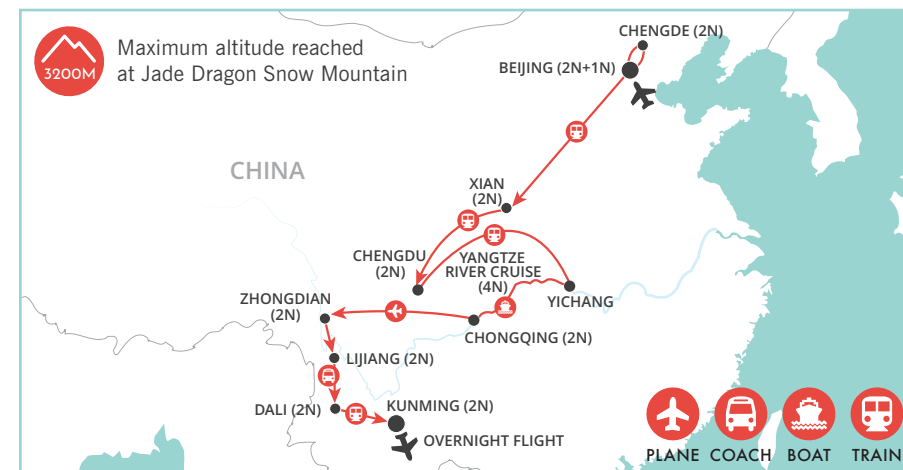 Maximum altitude reached
at Jade Dragon Snow Mountain
3200M
CHENGDE (2N)
BEIJING (2N+1N)
CHINA
XIAN
(2N)
CHENGDU
(2N)
YANGTZE
RIVER CRUISE
(4N)
YICHANG
ZHONGDIAN
(2N)
CHONGQING (2N)
LIJIANG (2N)
DALI (2N)
KUNMING (2N)
OVERNIGHT FLIGHT
PLANE COACH BOAT TRAIN